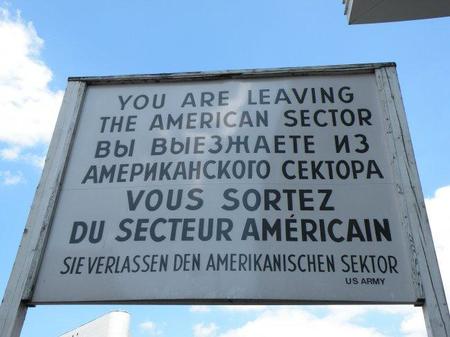 YOU ARE LEAVING
THE AMERICAN SECTOR
ВЫ ВЫЕЗЖАЕТЕ ИЗ
АМЕРИКАНСКОГО СЕКТОРА
VOUS SORTEZ
DU SECTEUR AMÉRICAIN
SIE VERLASSEN DEN AMERIKANISCHEN SEKTOR
US ARMY